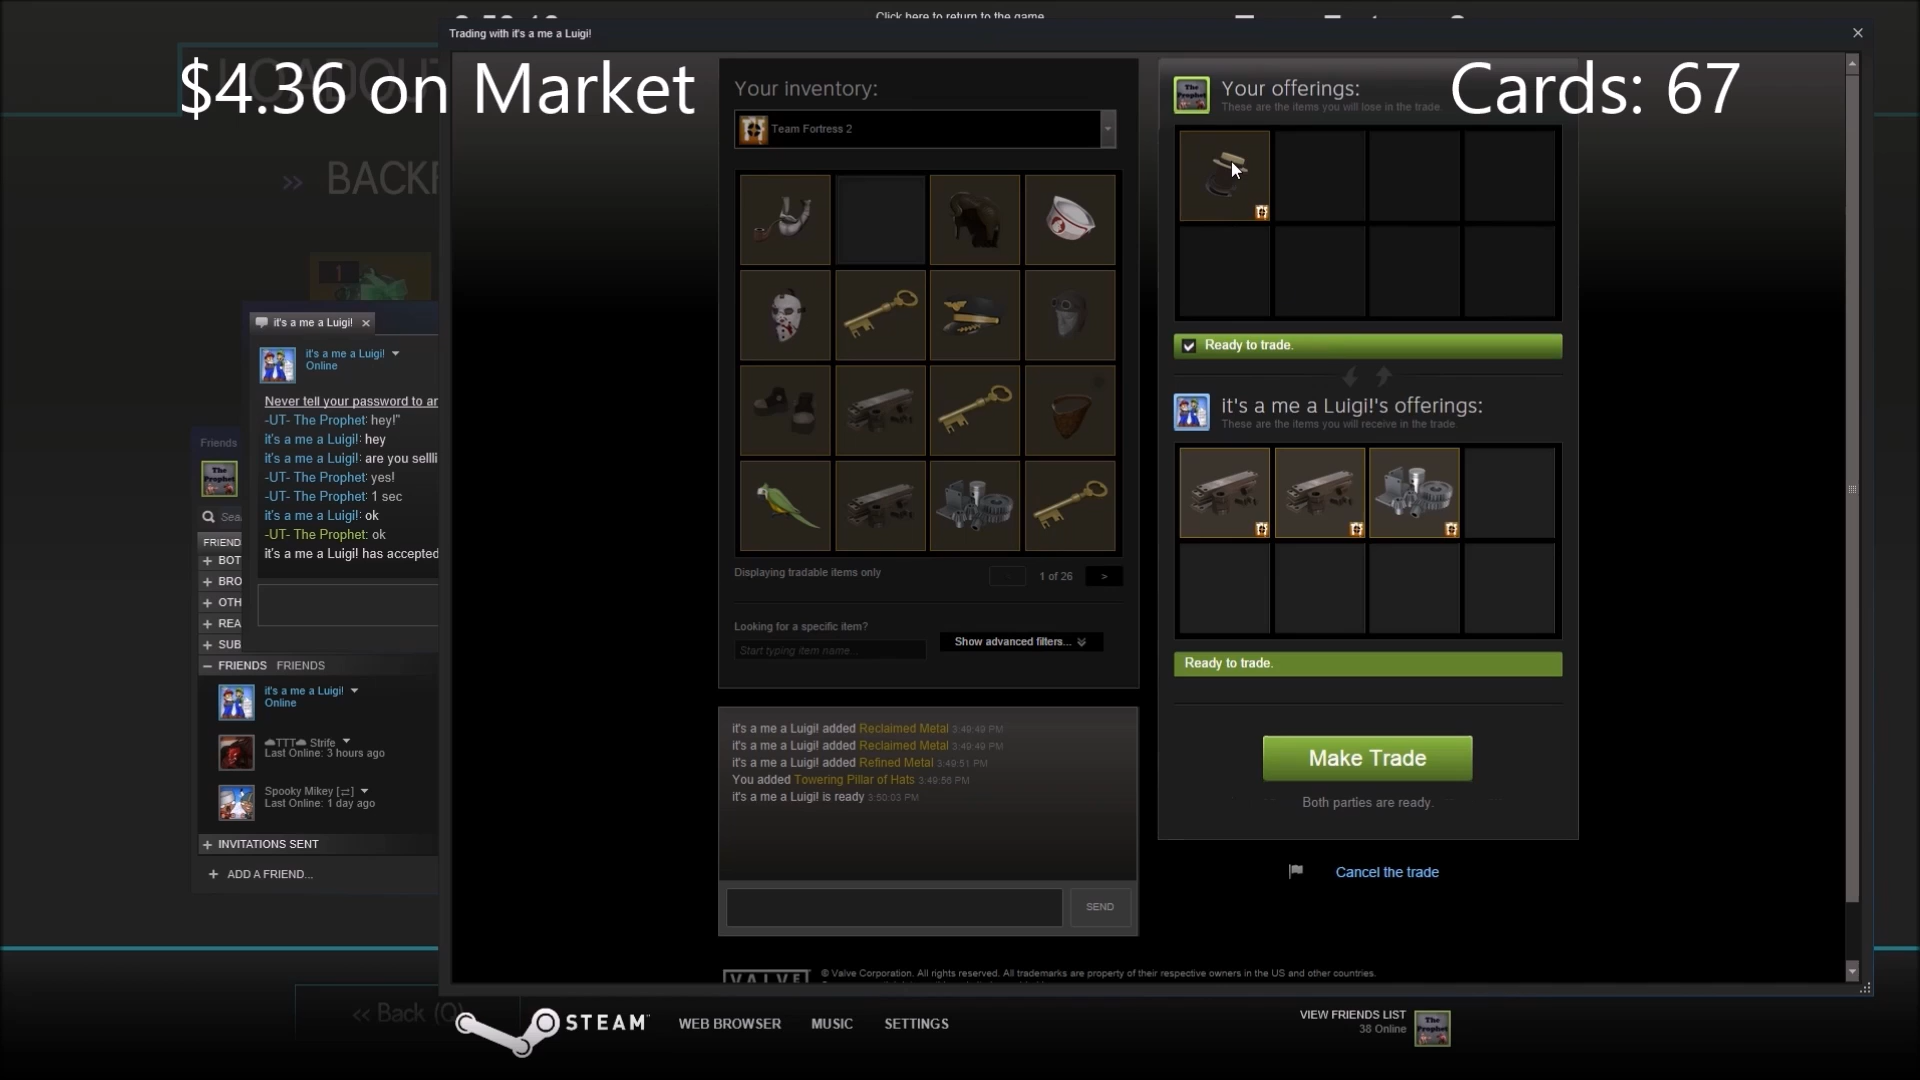 Click here to return to the game
Trading with it's a me a Luigi!
$4.36 on Market
Cards: 67
LOADOUT
>> BACKP
Your inventory:
Team Fortress 2
Displaying tradable items only
1 of 26
>
Looking for a specific item?
Start typing item name...
Show advanced filters...
Your offerings:
These are the items you will lose in the trade.
Ready to trade.
it's a me a Luigi!'s offerings:
These are the items you will receive in the trade.
Ready to trade.
Make Trade
Both parties are ready.
Cancel the trade
it's a me a Luigi! added Reclaimed Metal 3:49:49 PM
it's a me a Luigi! added Reclaimed Metal 3:49:49 PM
it's a me a Luigi! added Refined Metal 3:49:51 PM
You added Towering Pillar of Hats 3:49:56 PM
it's a me a Luigi! is ready 3:50:03 PM
SEND
VALVE
© Valve Corporation. All rights reserved. All trademarks are property of their respective owners in the US and other countries.
1
it's a me a Luigi!
it's a me a Luigi!
Online
Never tell your password to an
-UT- The Prophet: hey!"
it's a me a Luigi!: hey
it's a me a Luigi!: are you sellli
-UT- The Prophet: yes!
-UT- The Prophet: 1 sec
it's a me a Luigi!: ok
-UT- The Prophet: ok
it's a me a Luigi! has accepted
Friends
The Prophet
Sea
FRIEND
+ BOT
+ BRO
+ OTH
+ REA
+ SUB
– FRIENDS FRIENDS
it's a me a Luigi!
Online
☁TTT☁ Strife
Last Online: 3 hours ago
Spooky Mikey [⇄]
Last Online: 1 day ago
+ INVITATIONS SENT
+ ADD A FRIEND...
<< Back (Q)
STEAM
WEB BROWSER
MUSIC
SETTINGS
VIEW FRIENDS LIST
38 Online